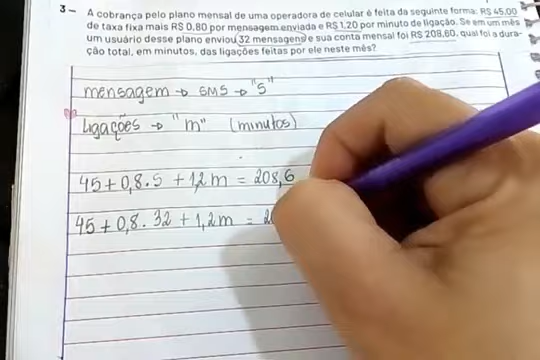 3 – A cobrança pelo plano mensal de uma operadora de celular é feita da seguinte forma: R$ 45,00
de taxa fixa mais R$ 0,80 por mensagem enviada e R$ 1,20 por minuto de ligação. Se em um mês
um usuário desse plano enviou 32 mensagens e sua conta mensal foi R$ 208,60, qual foi a dura-
ção total, em minutos, das ligações feitas por ele neste mês?
mensagem → SMS → "S"
Ligações → "m" (minutos)
45 + 0,8 . S + 1,2 m = 208,6
45 + 0,8 . 32 + 1,2 m = 2